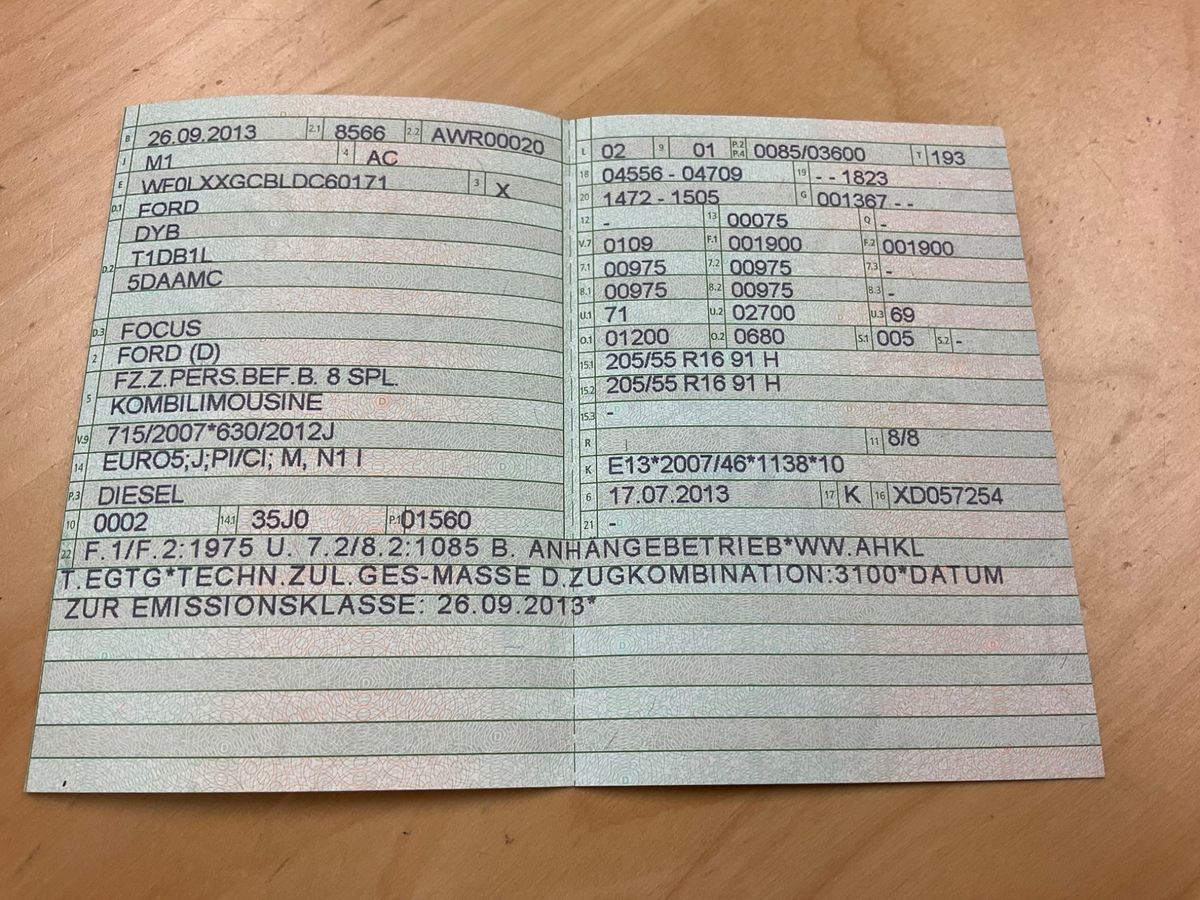 B 26.09.2013 2.1 8566 2.2 AWR00020
J M1 4 AC
E WF0LXXGCBLDC60171 3 X
D.1 FORD
DYB
D.2 T1DB1L
5DAAMC
D.3 FOCUS
2 FORD (D)
FZ.Z.PERS.BEF.B. 8 SPL.
5 KOMBILIMOUSINE
V.9 715/2007*630/2012J
14 EURO5;J;PI/CI; M, N1 I
P.3 DIESEL
10 0002 14.1 35J0 P.1 01560
L 02 9 01 P.2 P.4 0085/03600 T 193
18 04556 - 04709 19 - - 1823
20 1472 - 1505 G 001367 - -
12 - 13 00075 Q -
V.7 0109 F.1 001900 F.2 001900
7.1 00975 7.2 00975 7.3 -
8.1 00975 8.2 00975 8.3 -
U.1 71 U.2 02700 U.3 69
O.1 01200 O.2 0680 S.1 005 S.2 -
15.1 205/55 R16 91 H
15.2 205/55 R16 91 H
15.3 -
R 11 8/8
K E13*2007/46*1138*10
6 17.07.2013 17 K 16 XD057254
21 -
22 F.1/F.2:1975 U. 7.2/8.2:1085 B. ANHÄNGEBETRIEB*WW.AHKL
T.EGTG*TECHN.ZUL.GES-MASSE D.ZUGKOMBINATION:3100*DATUM
ZUR EMISSIONSKLASSE: 26.09.2013*